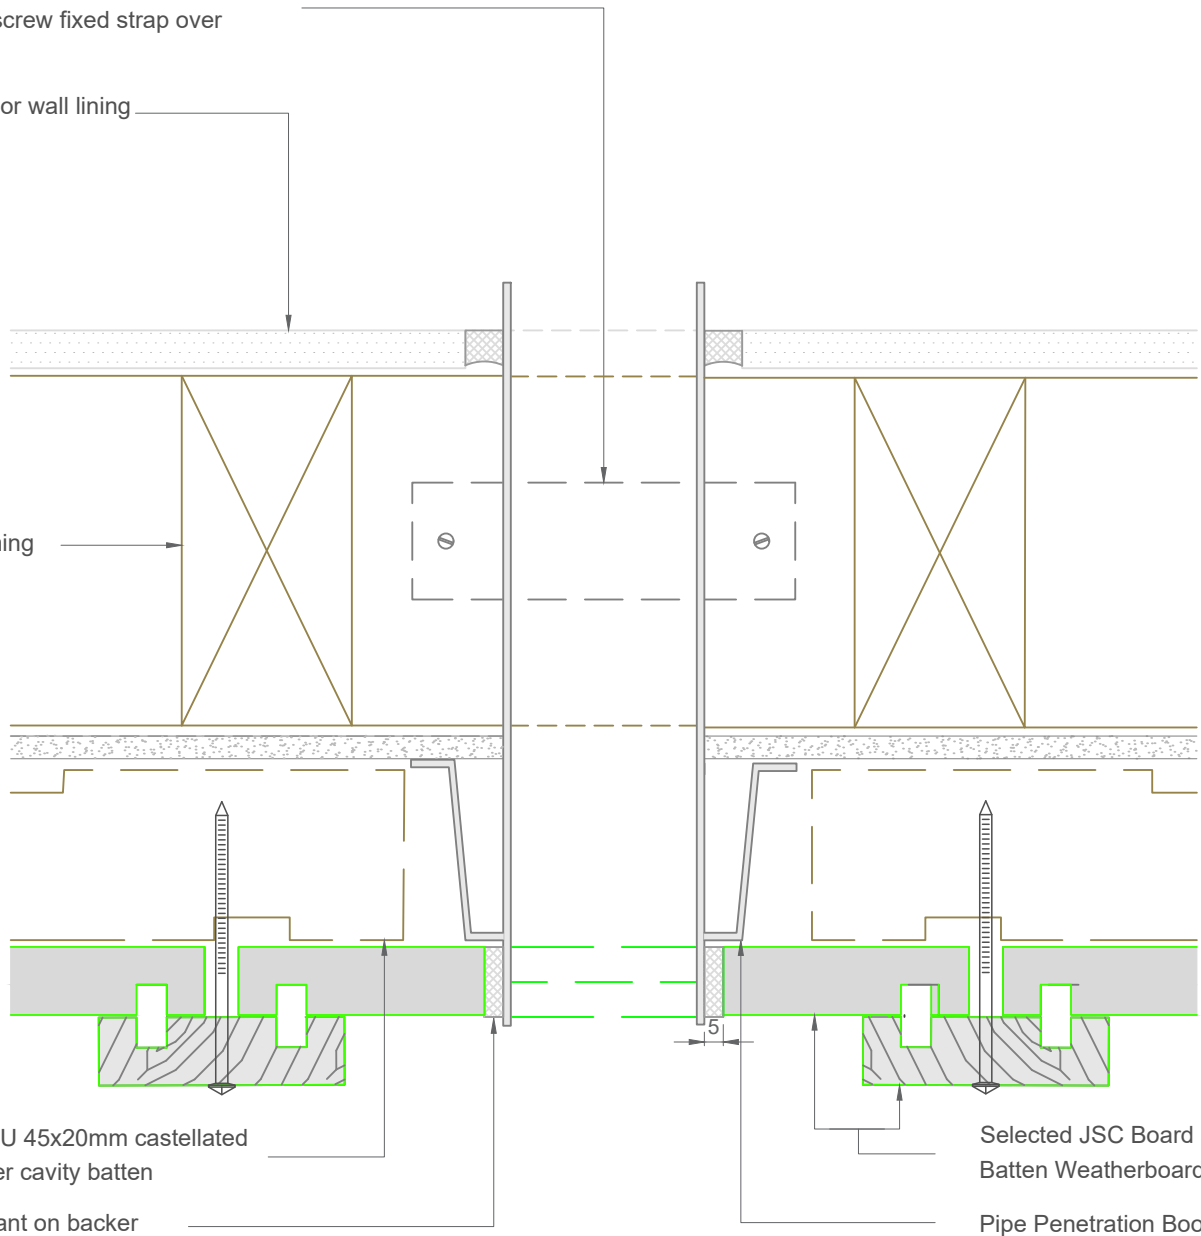 screw fixed strap over
or wall lining
ning
5
U 45x20mm castellated
er cavity batten
ant on backer
Selected JSC Board
Batten Weatherboard
Pipe Penetration Boo